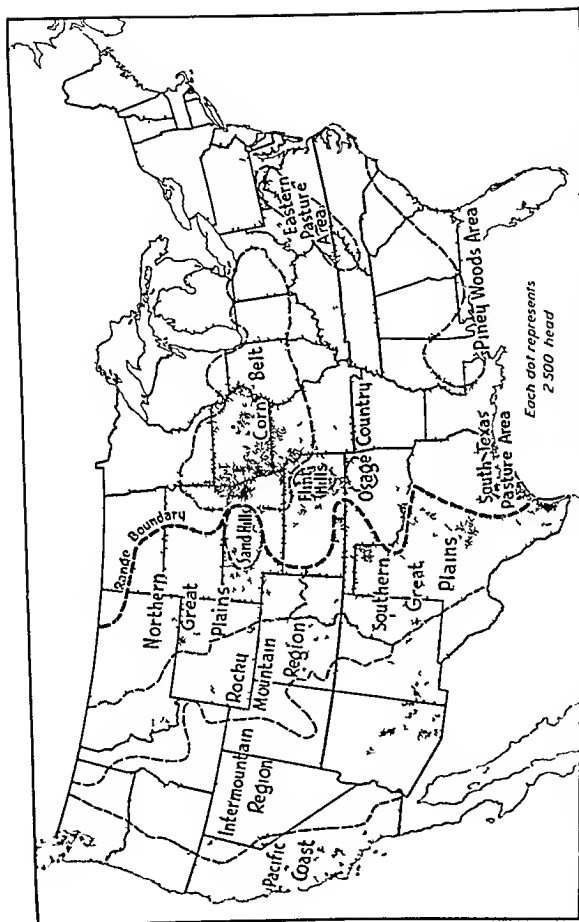 Range Boundary
Northern
Great
Plains
Sand Hills
Corn
Belt
Eastern
Pasture
Area
Intermountain
Region
Rocky
Mountain
Region
Flint
Hills
Osage Country
Pacific
Coast
Southern
Great
Plains
South Texas
Pasture Area
Piney Woods Area
Each dot represents
2 500 head